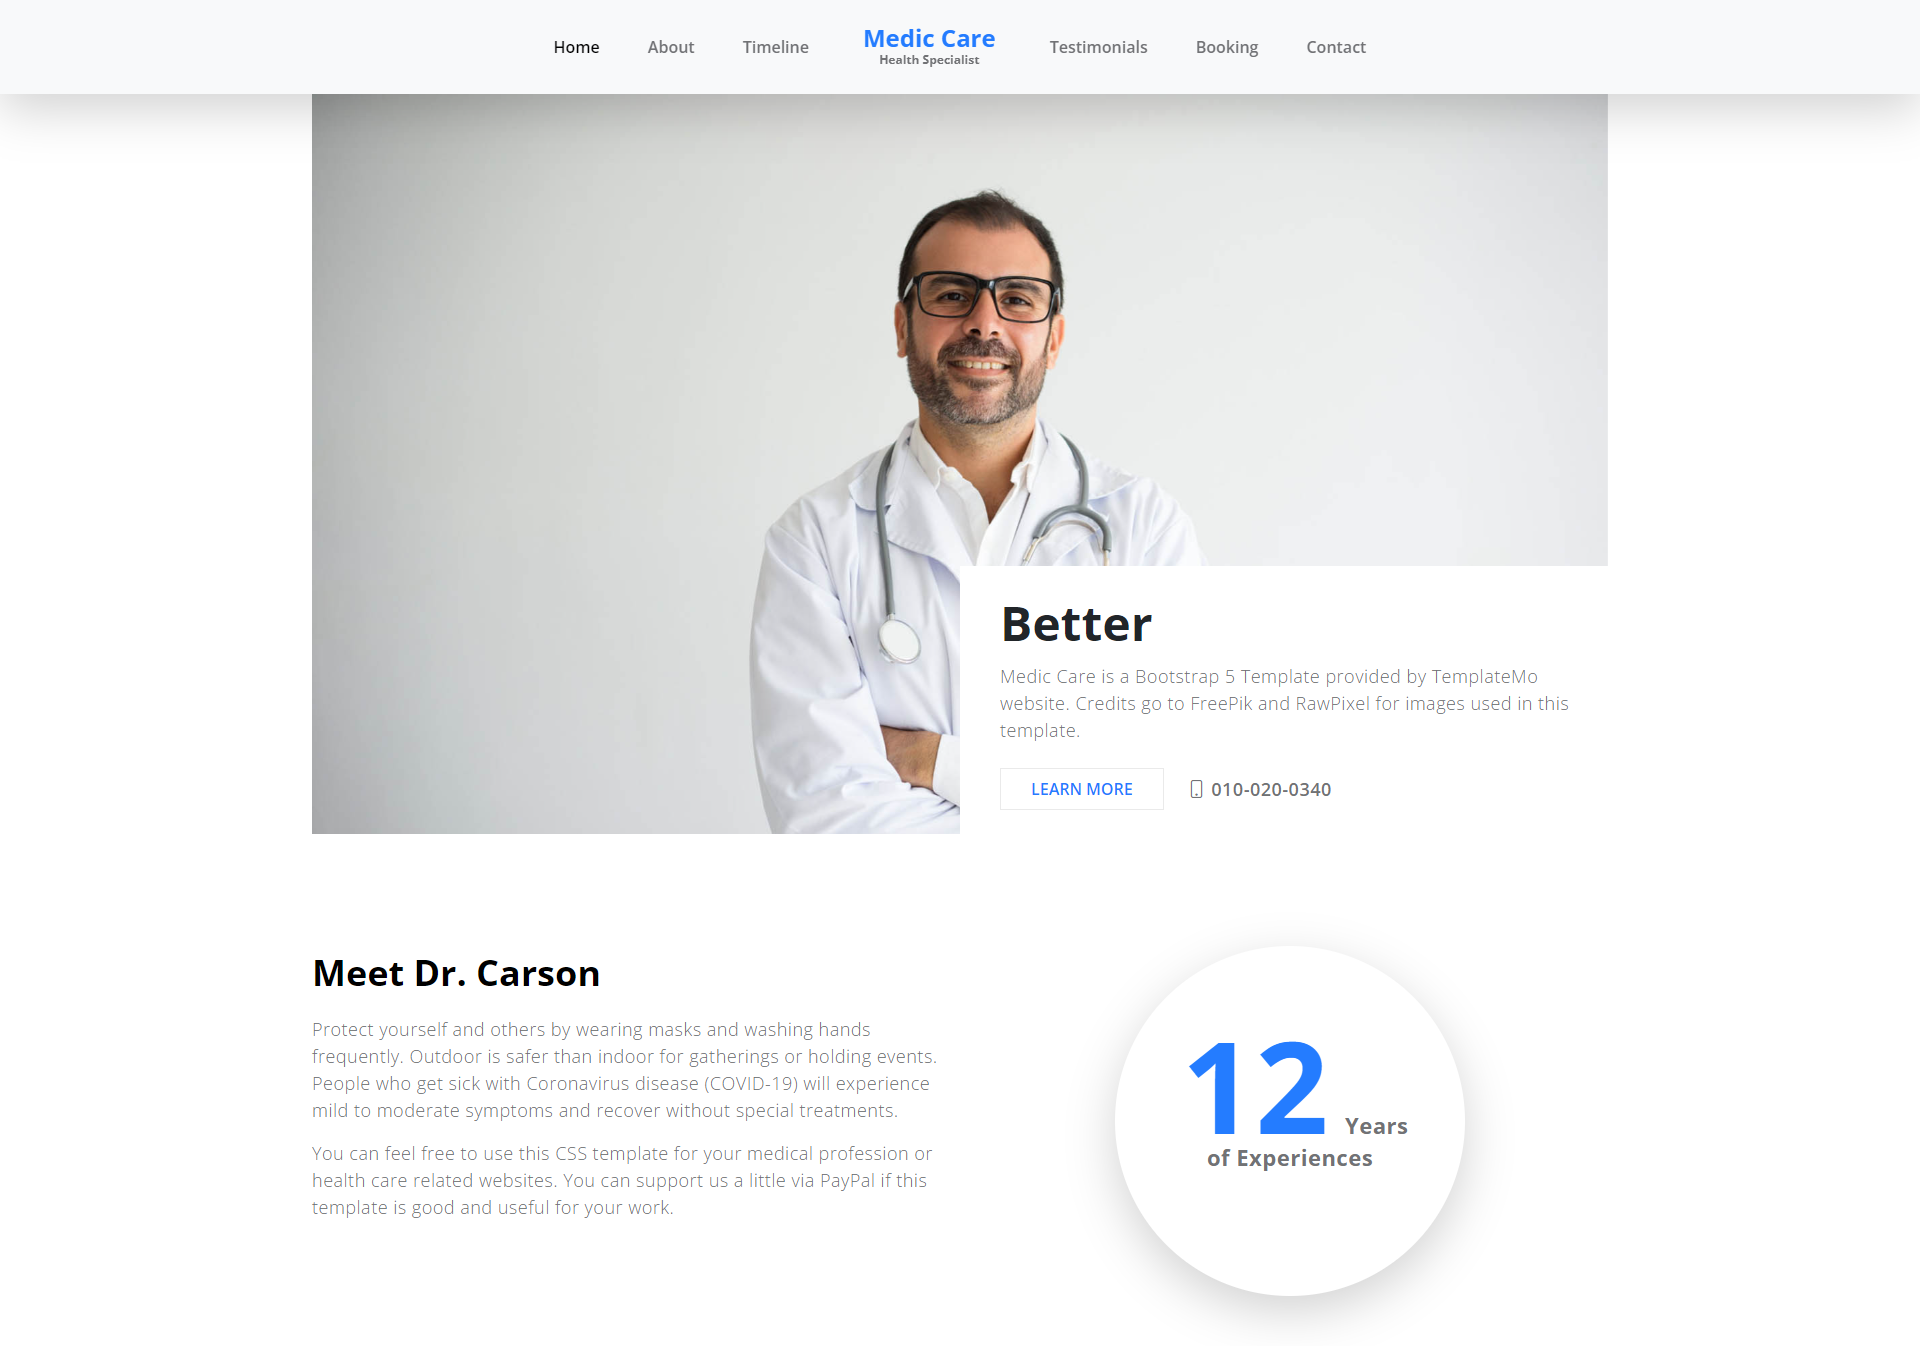 Home
About
Timeline
Medic Care
Health Specialist
Testimonials
Booking
Contact
Better
Medic Care is a Bootstrap 5 Template provided by TemplateMo
website. Credits go to FreePik and RawPixel for images used in this
template.
LEARN MORE
010-020-0340
Meet Dr. Carson
Protect yourself and others by wearing masks and washing hands
frequently. Outdoor is safer than indoor for gatherings or holding events.
People who get sick with Coronavirus disease (COVID-19) will experience
mild to moderate symptoms and recover without special treatments.
You can feel free to use this CSS template for your medical profession or
health care related websites. You can support us a little via PayPal if this
template is good and useful for your work.
12 Years
of Experiences